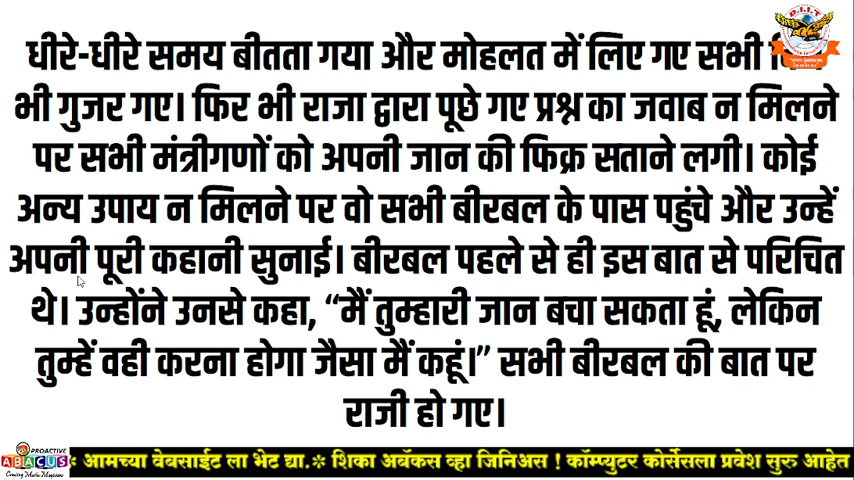 धीरे-धीरे समय बीतता गया और मोहलत में लिए गए सभी
भी गुजर गए। फिर भी राजा द्वारा पूछे गए प्रश्न का जवाब न मिलने
पर सभी मंत्रीगणों को अपनी जान की फिक्र सताने लगी। कोई
अन्य उपाय न मिलने पर वो सभी बीरबल के पास पहुंचे और उन्हें
अपनी पूरी कहानी सुनाई। बीरबल पहले से ही इस बात से परिचित
थे। उन्होंने उनसे कहा, “मैं तुम्हारी जान बचा सकता हूं, लेकिन
तुम्हें वही करना होगा जैसा मैं कहूं।” सभी बीरबल की बात पर
राजी हो गए।
PROACTIVE
ABACUS
Creating Maths Magicians
* आमच्या वेबसाईट ला भेट द्या.* शिका अबॅकस व्हा जिनिअस ! कॉम्प्युटर कोर्सेसला प्रवेश सुरु आहेत